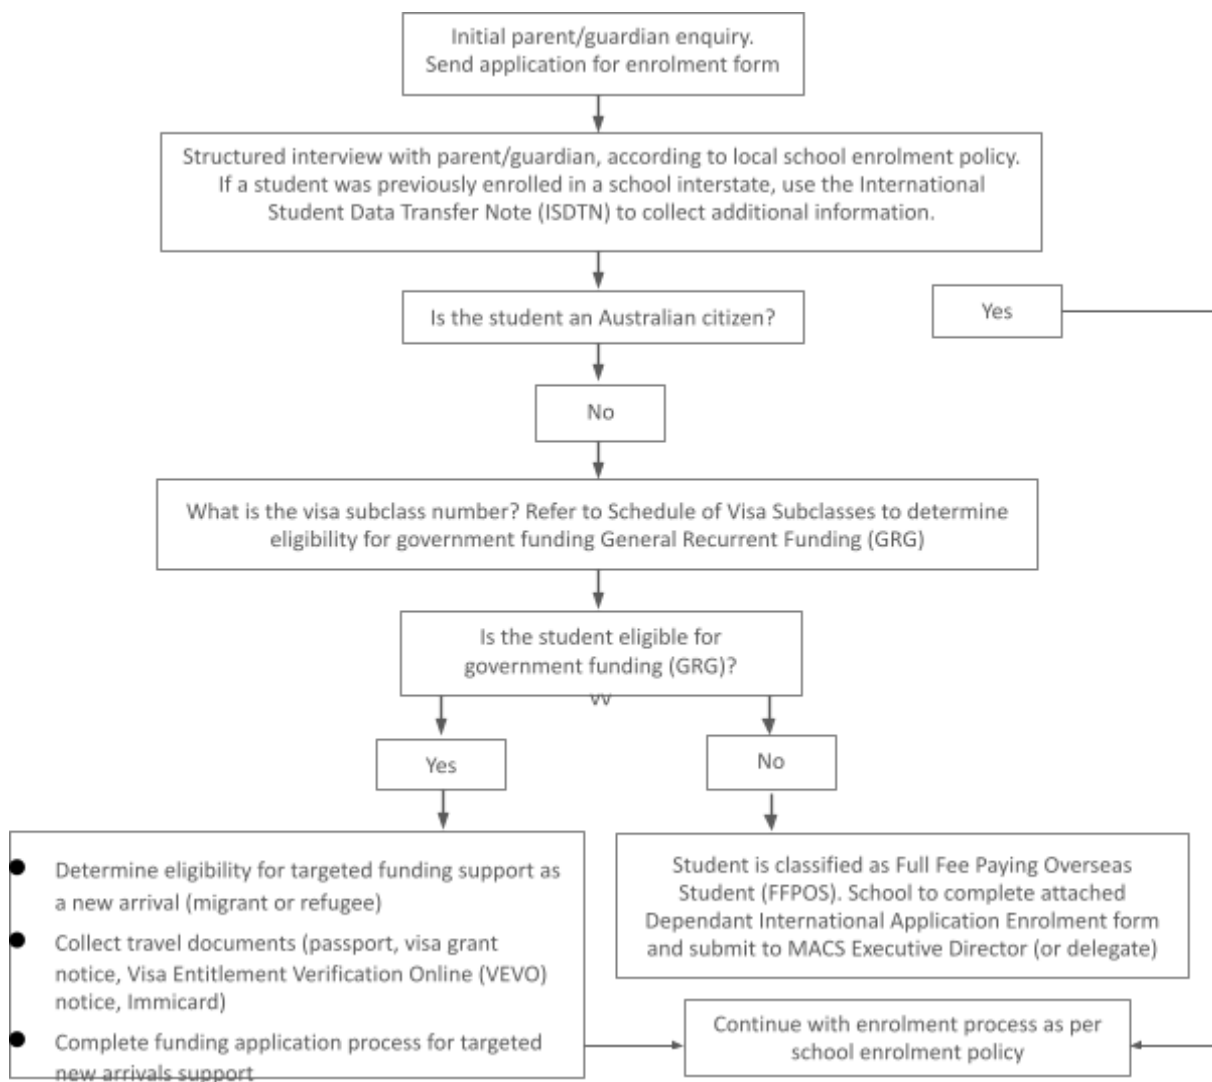 Initial parent/guardian enquiry.
Send application for enrolment form
Structured interview with parent/guardian, according to local school enrolment policy.
If a student was previously enrolled in a school interstate, use the International
Student Data Transfer Note (ISDTN) to collect additional information.
Is the student an Australian citizen?
Yes
No
What is the visa subclass number? Refer to Schedule of Visa Subclasses to determine
eligibility for government funding General Recurrent Funding (GRG)
Is the student eligible for
government funding (GRG)?
Yes
No
● Determine eligibility for targeted funding support as
a new arrival (migrant or refugee)
● Collect travel documents (passport, visa grant
notice, Visa Entitlement Verification Online (VEVO)
notice, Immicard)
● Complete funding application process for targeted
new arrivals support
Student is classified as Full Fee Paying Overseas
Student (FFPOS). School to complete attached
Dependant International Application Enrolment form
and submit to MACS Executive Director (or delegate)
Continue with enrolment process as per
school enrolment policy